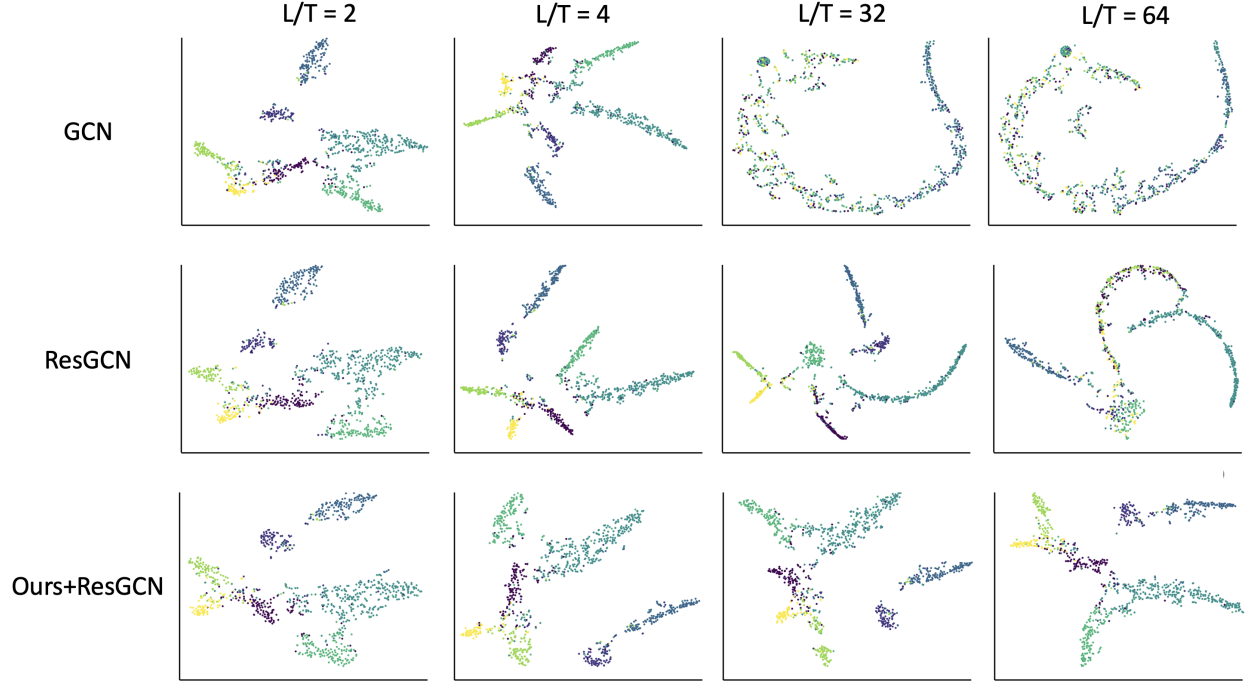 L/T = 2 L/T = 4 L/T = 32 L/T = 64
GCN
ResGCN
Ours+ResGCN